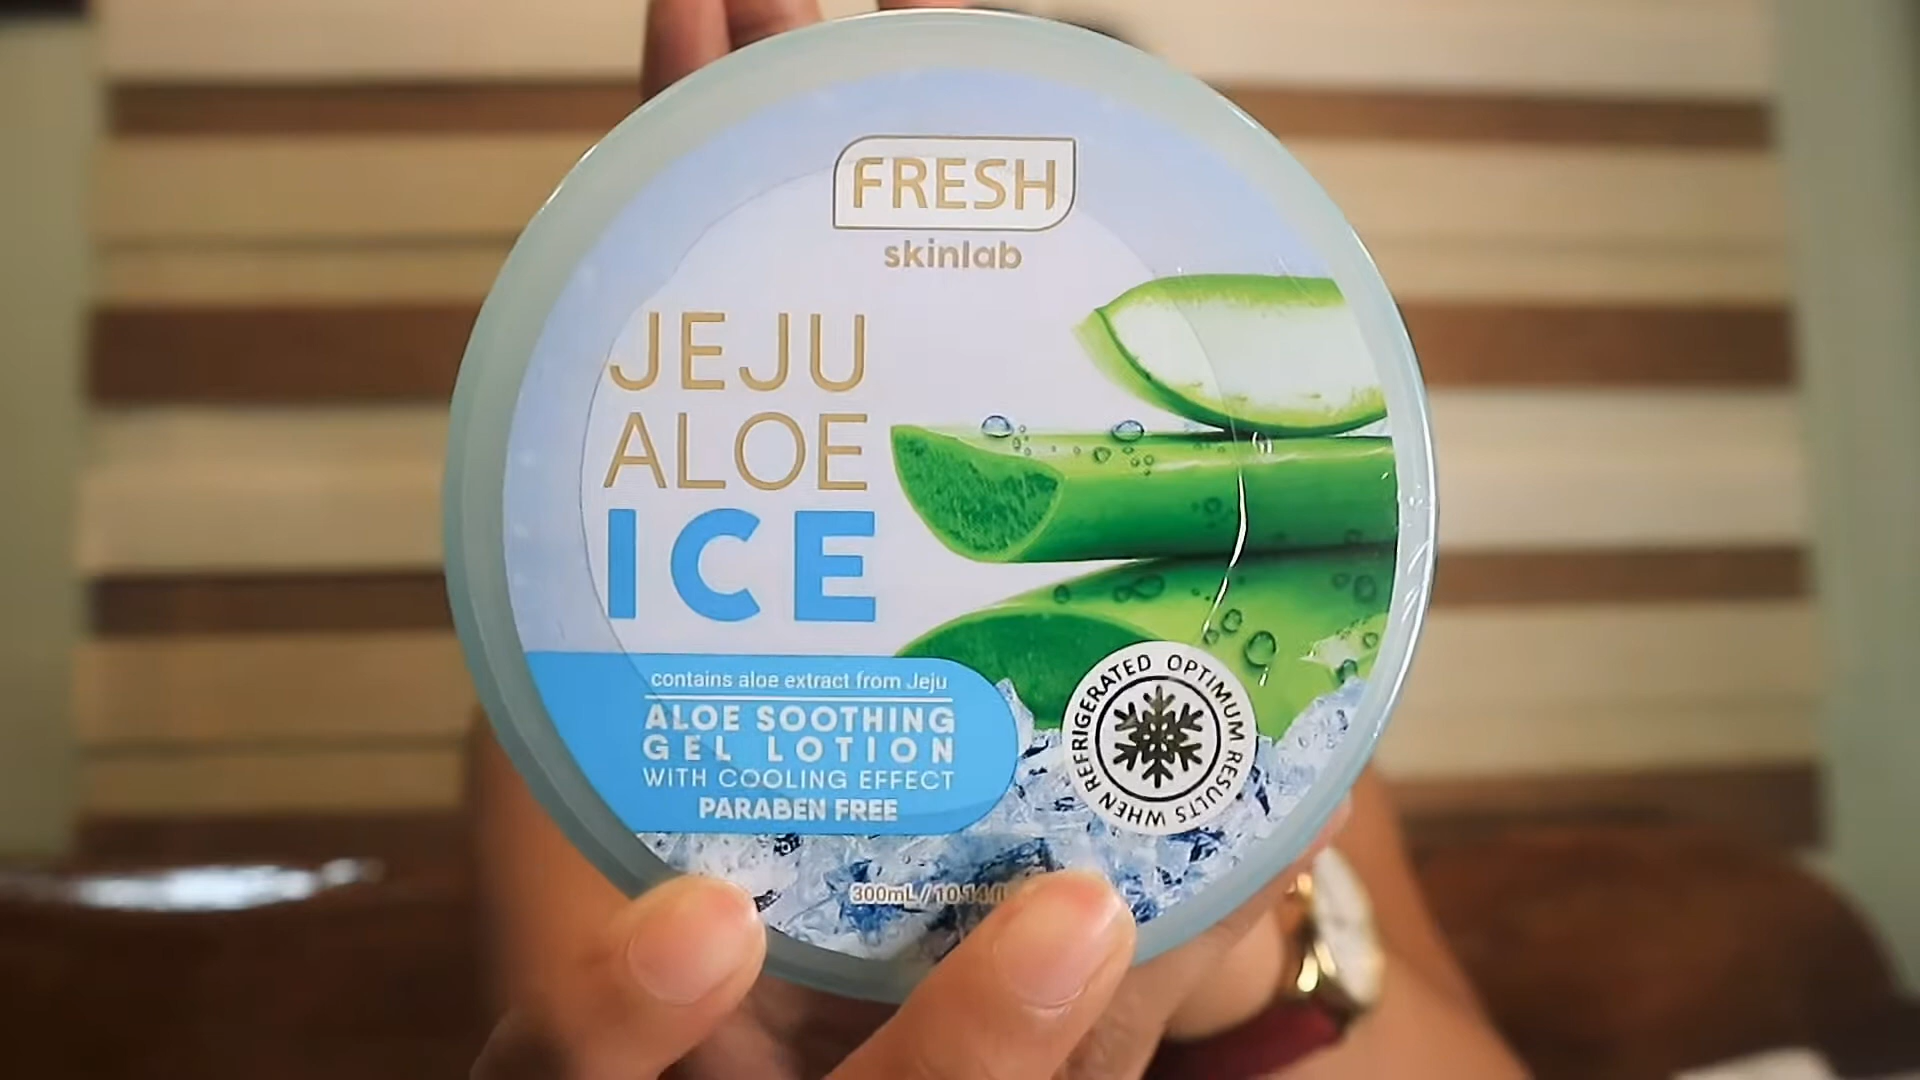 FRESH
skinlab
JEJU
ALOE
ICE
contains aloe extract from Jeju
ALOE SOOTHING
GEL LOTION
WITH COOLING EFFECT
PARABEN FREE
OPTIMUM RESULTS WHEN REFRIGERATED
300mL / 10.14